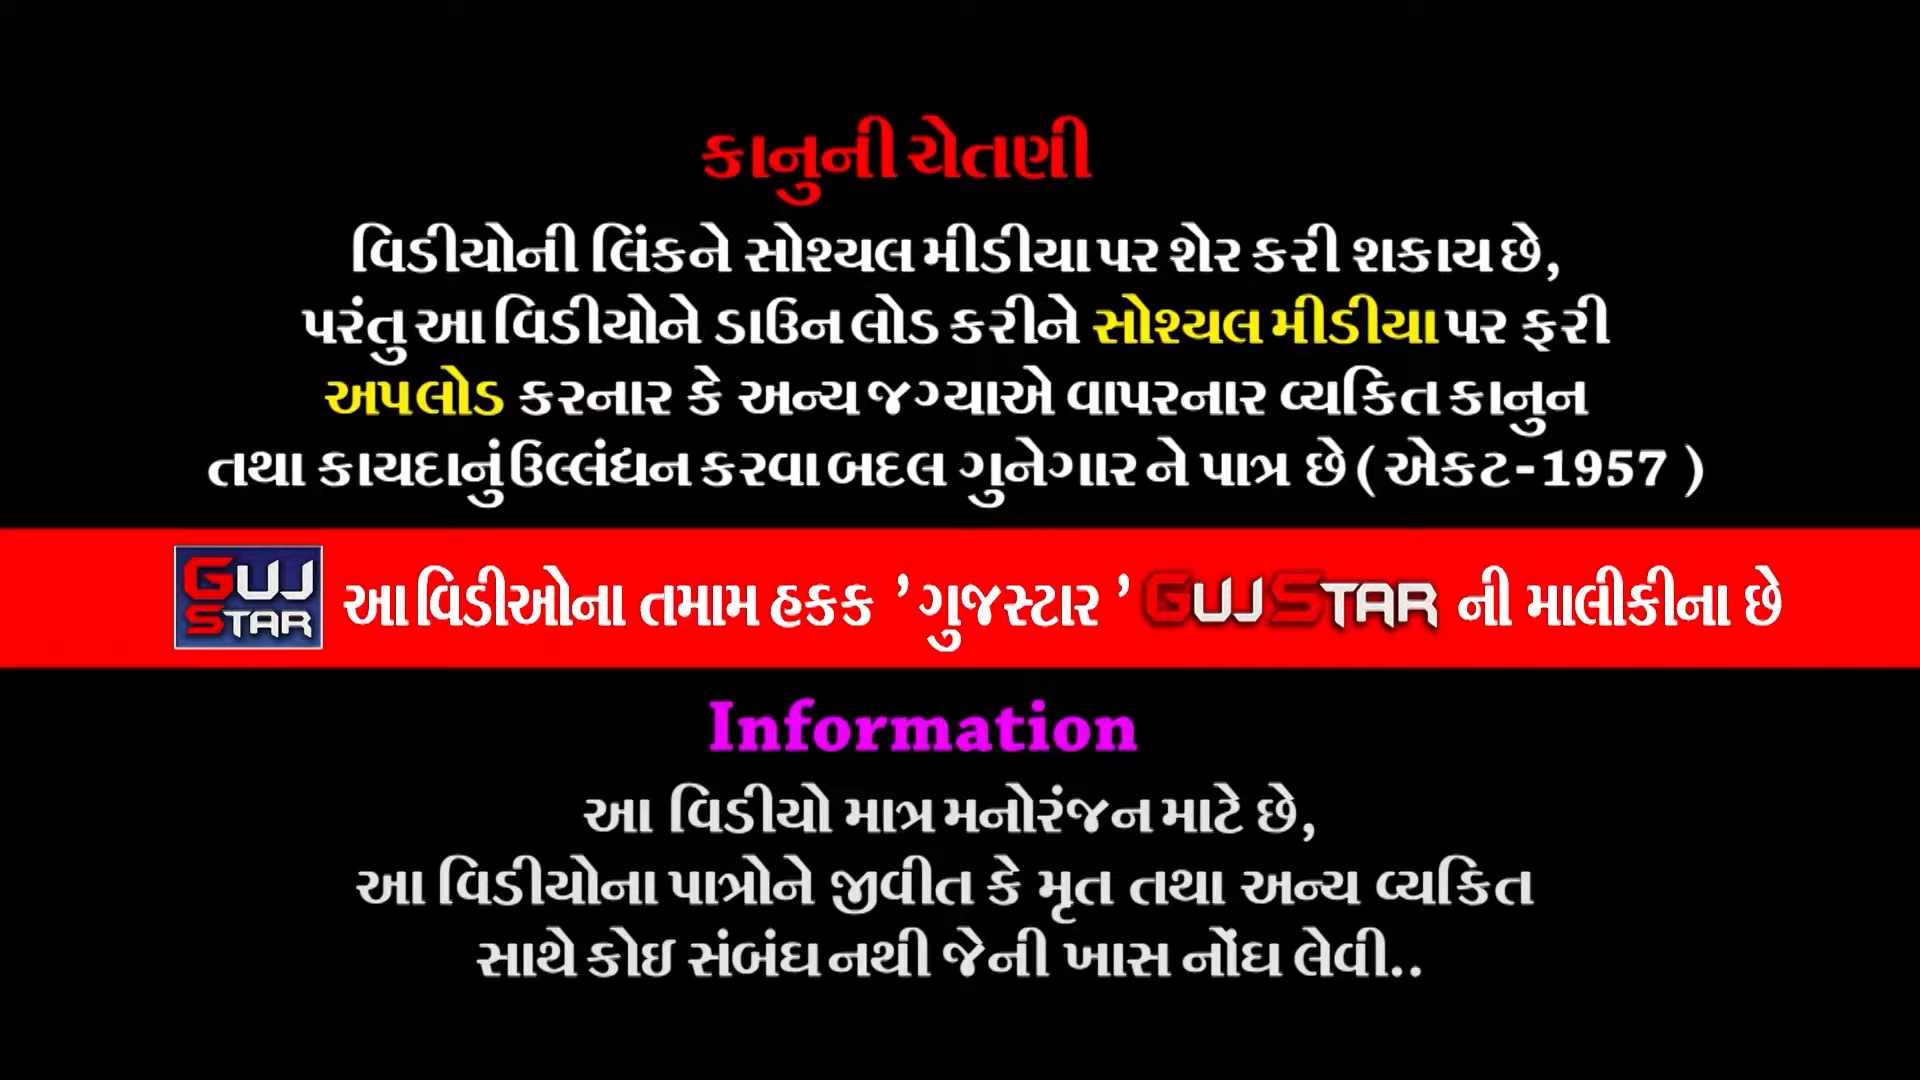 કાનુની ચેતણી
વિડીયોની લિંકને સોશ્યલ મીડીયા પર શેર કરી શકાય છે,
પરંતુ આ વિડીયોને ડાઉન લોડ કરીને સોશ્યલ મીડીયા પર ફરી
અપલોડ કરનાર કે અન્ય જગ્યાએ વાપરનાર વ્યકિત કાનુન
તથા કાયદાનું ઉલ્લંઘન કરવા બદલ ગુનેગાર ને પાત્ર છે ( એકટ-1957 )
GUJ STAR આ વિડીઓના તમામ હકક ’ ગુજસ્ટાર ’ GUJ STAR ની માલીકીના છે
Information
આ વિડીયો માત્ર મનોરંજન માટે છે,
આ વિડીયોના પાત્રોને જીવીત કે મૃત તથા અન્ય વ્યકિત
સાથે કોઇ સંબંઘ નથી જેની ખાસ નોંઘ લેવી..